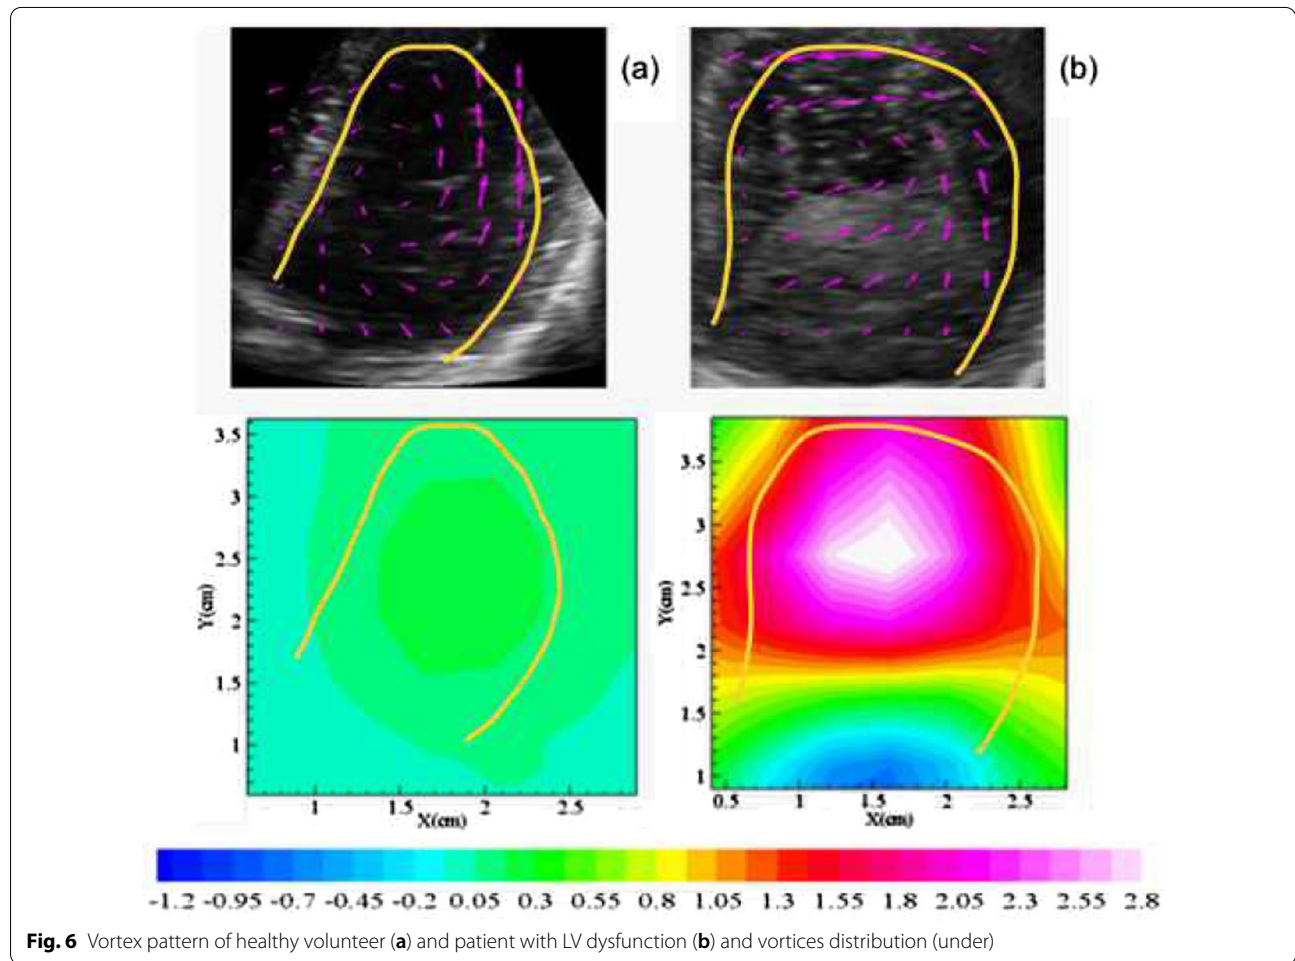 (a)
(b)
3.5
3
2.5
2
1.5
1
Y(cm)
1 1.5 2 2.5
X(cm)
3.5
3
2.5
2
1.5
1
Y(cm)
0.5 1 1.5 2 2.5
X(cm)
-1.2 -0.95 -0.7 -0.45 -0.2 0.05 0.3 0.55 0.8 1.05 1.3 1.55 1.8 2.05 2.3 2.55 2.8
Fig. 6 Vortex pattern of healthy volunteer (a) and patient with LV dysfunction (b) and vortices distribution (under)